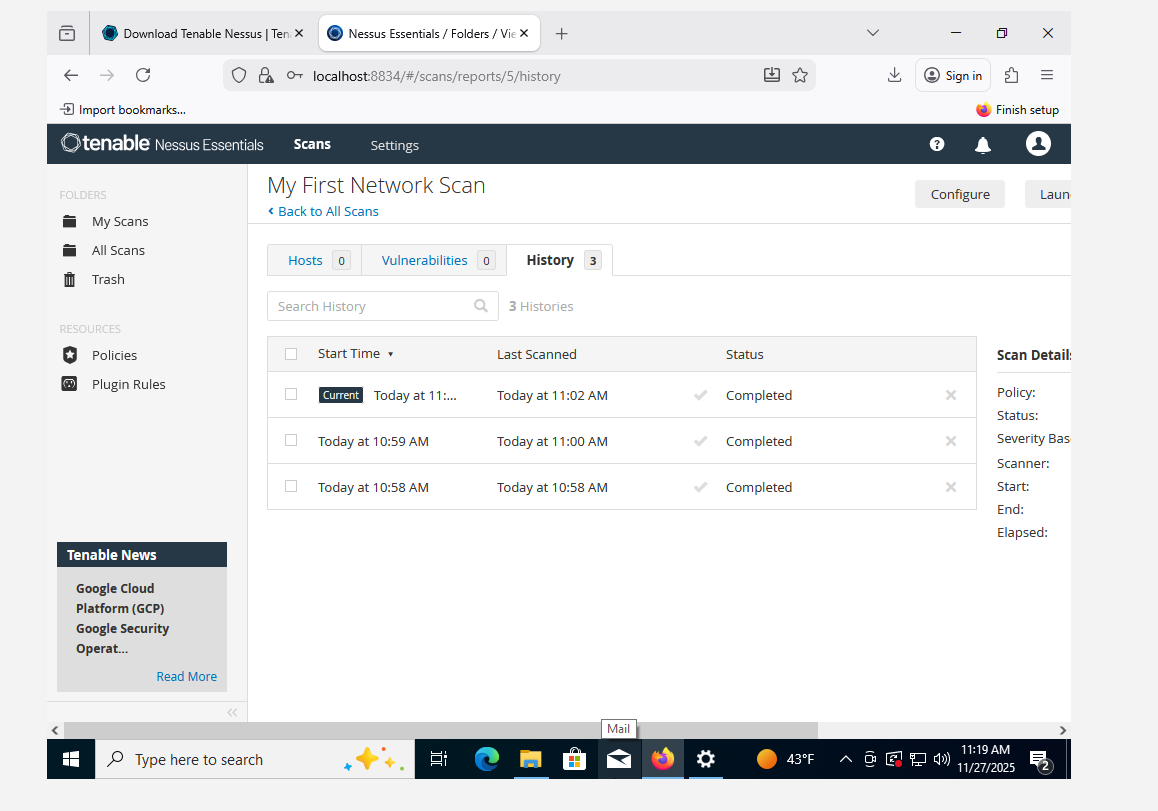 Download Tenable Nessus | Ten
Nessus Essentials / Folders / Vie
localhost:8834/#/scans/reports/5/history
Sign in
Import bookmarks...
Finish setup
tenable Nessus Essentials
Scans
Settings
FOLDERS
My Scans
All Scans
Trash
RESOURCES
Policies
Plugin Rules
Tenable News
Google Cloud
Platform (GCP)
Google Security
Operat...
Read More
My First Network Scan
Back to All Scans
Configure
Laun
Hosts 0
Vulnerabilities 0
History 3
Search History
3 Histories
Start Time Last Scanned Status
Current Today at 11:... Today at 11:02 AM Completed
Today at 10:59 AM Today at 11:00 AM Completed
Today at 10:58 AM Today at 10:58 AM Completed
Scan Details
Policy:
Status:
Severity Bas
Scanner:
Start:
End:
Elapsed:
Mail
Type here to search
43°F
11:19 AM
11/27/2025
2